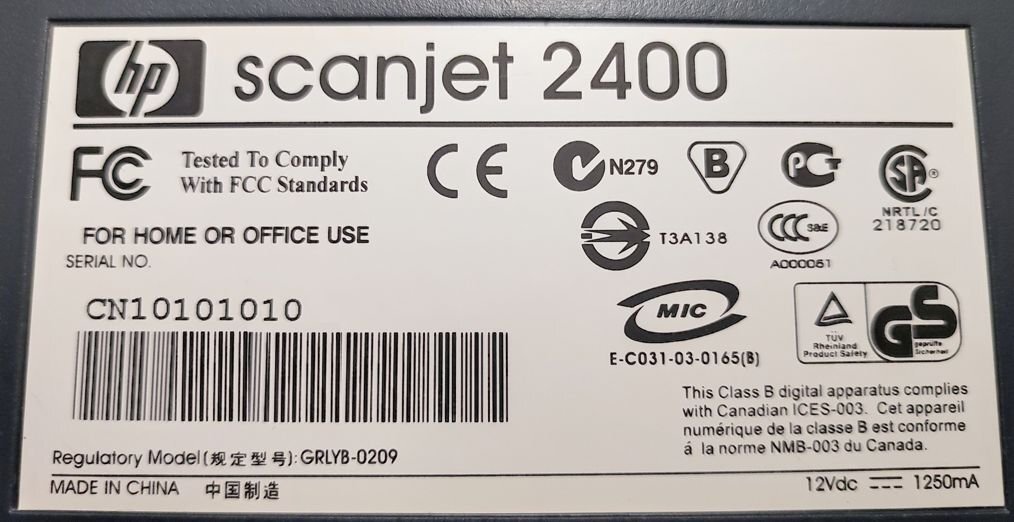 hp scanjet 2400
FC Tested To Comply
With FCC Standards
CE N279 B PCT SA®
NRTL/C
218720
FOR HOME OR OFFICE USE
T3A138
CCC S&E
A000061
SERIAL NO.
CN10101010
MIC
E-C031-03-0165(B)
TÜV
Rheinland
Product Safety
GS
geprüfte
Sicherheit
This Class B digital apparatus complies
with Canadian ICES-003. Cet appareil
numérique de la classe B est conforme
á la norme NMB-003 du Canada.
Regulatory Model(规定型号):GRLYB-0209
MADE IN CHINA 中国制造
12Vdc 1250mA